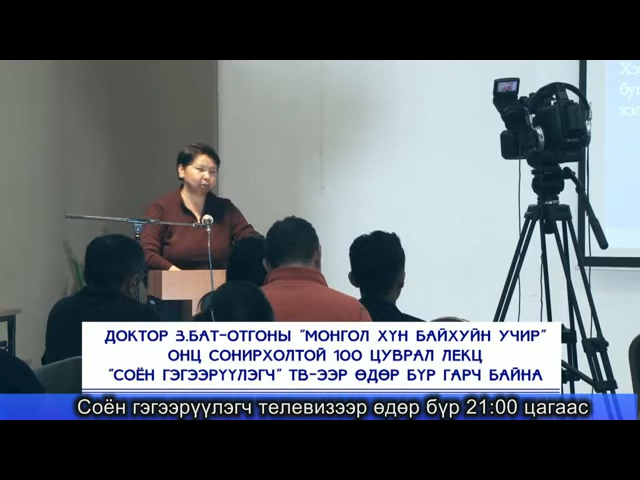 ДОКТОР З.БАТ-ОТГОНЫ "МОНГОЛ ХҮН БАЙХУЙН УЧИР"
ОНЦ СОНИРХОЛТОЙ 100 ЦУВРАЛ ЛЕКЦ
"СОЁН ГЭГЭЭРҮҮЛЭГЧ" ТВ-ЭЭР ӨДӨР БҮР ГАРЧ БАЙНА
Соён гэгээрүүлэгч телевизээр өдөр бүр 21:00 цагаас